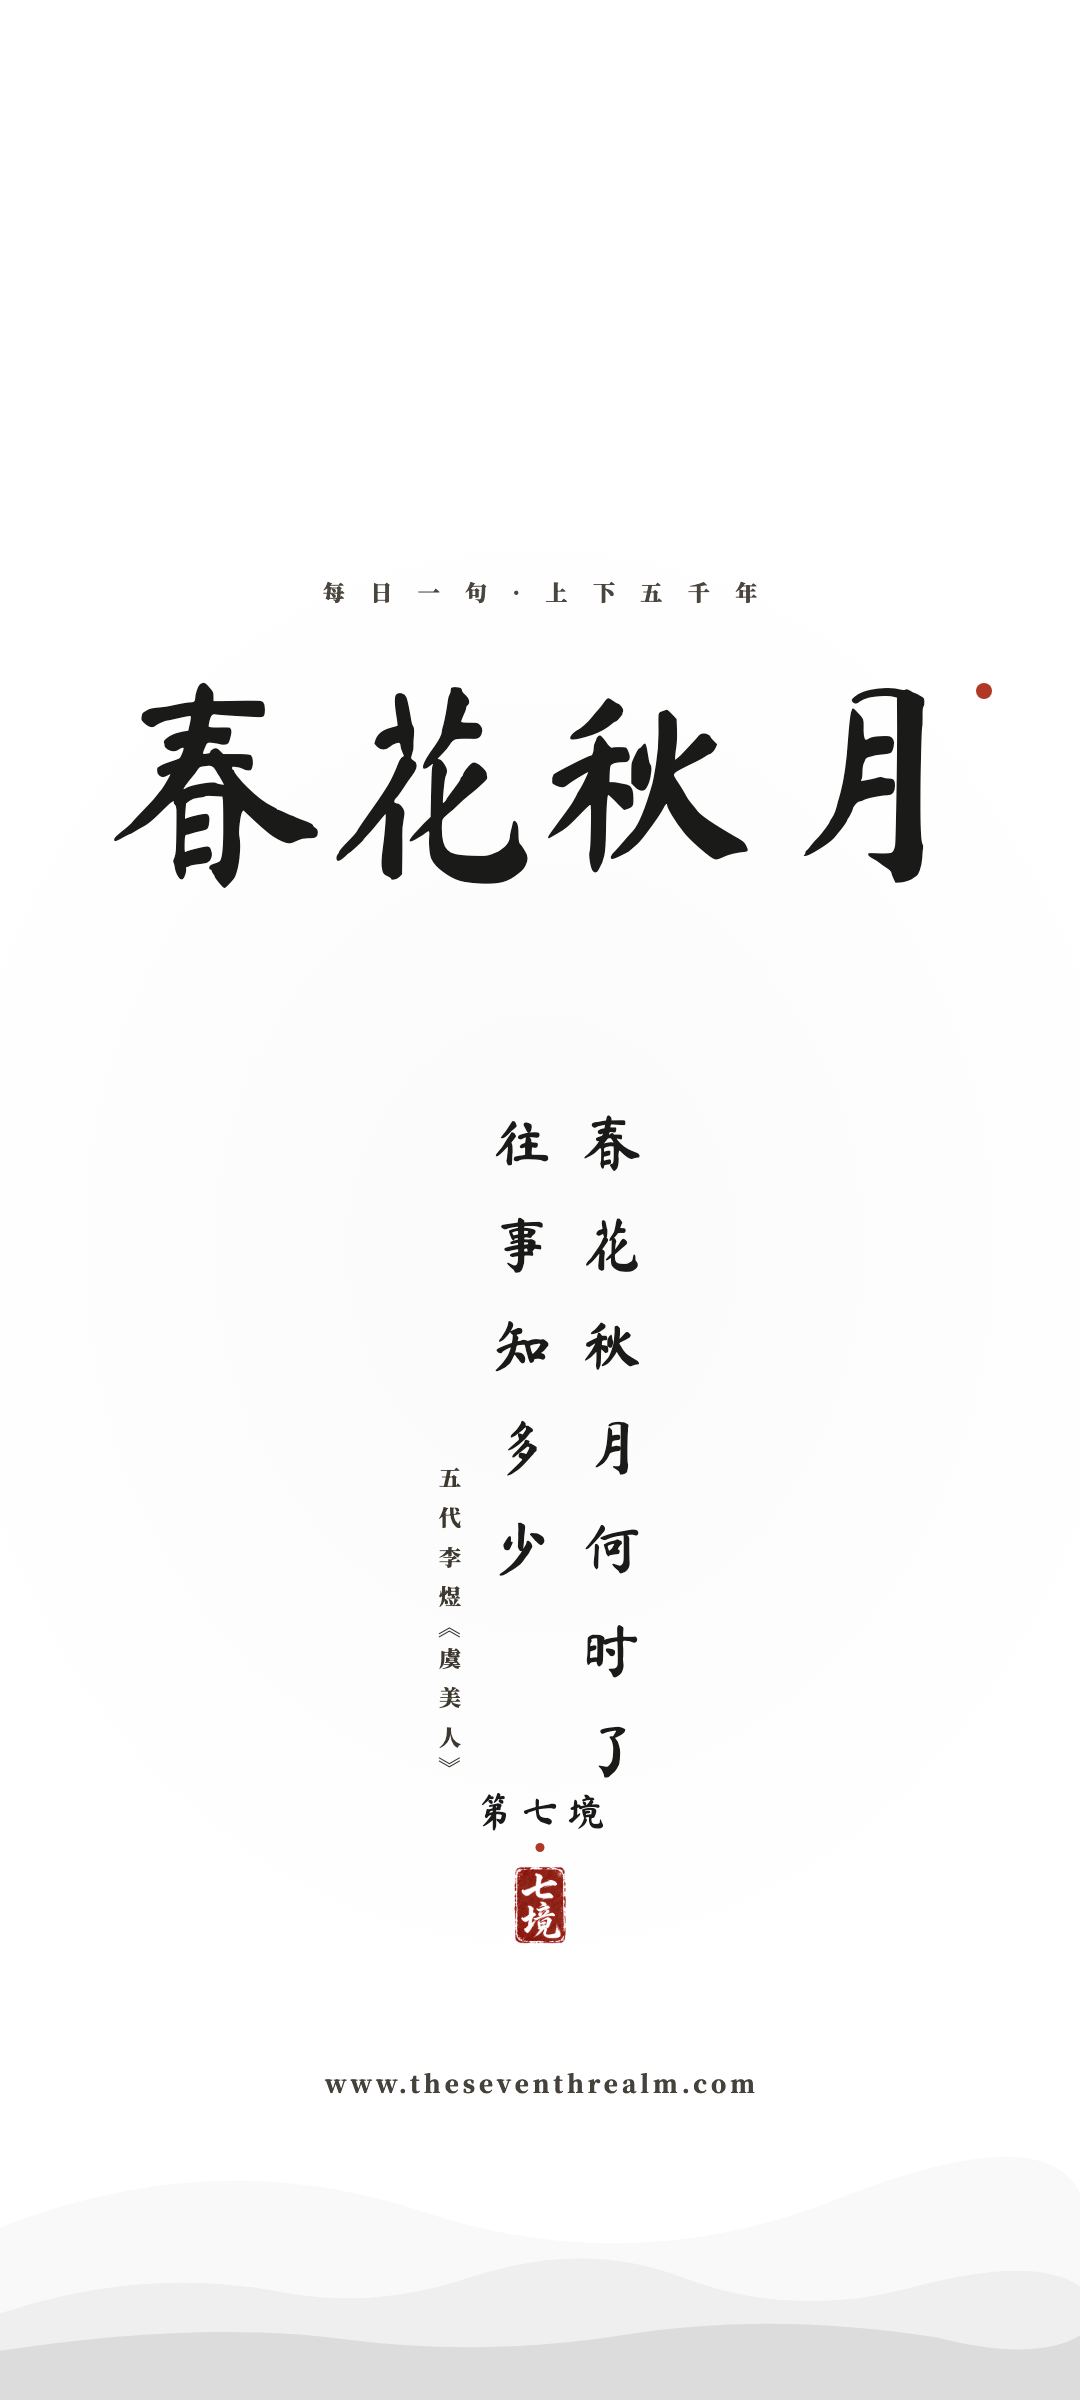 每日一句·上下五千年
春花秋月
春花秋月何时了
往事知多少
五代李煜《虞美人》
第七境
七境
www.theseventhrealm.com